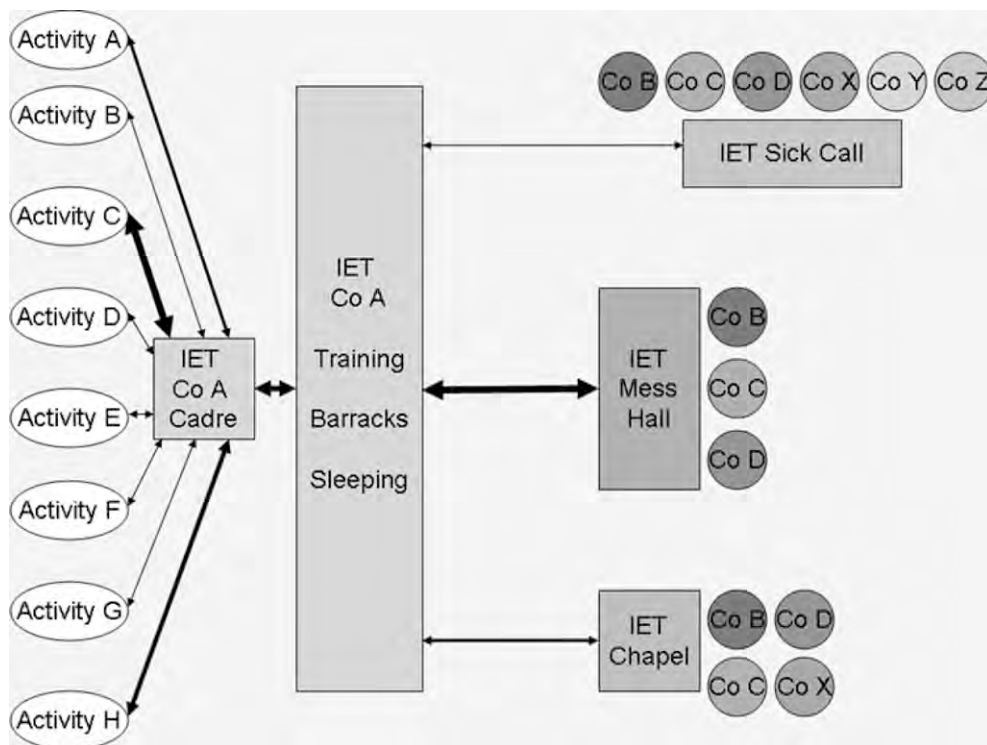 Activity A
Activity B
Activity C
Activity D
Activity E
Activity F
Activity G
Activity H
IET
Co A
Cadre
IET
Co A
Training
Barracks
Sleeping
Co B Co C Co D Co X Co Y Co Z
IET Sick Call
IET
Mess
Hall
Co B
Co C
Co D
IET
Chapel
Co B Co D
Co C Co X